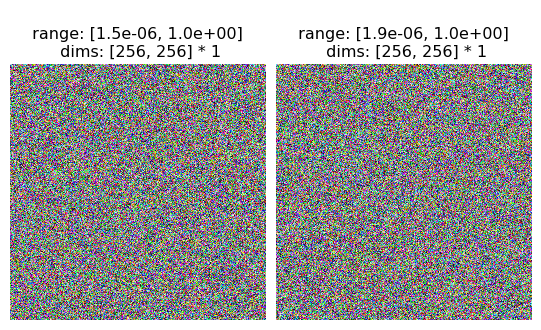 range: [1.5e-06, 1.0e+00]
dims: [256, 256] * 1
range: [1.9e-06, 1.0e+00]
dims: [256, 256] * 1